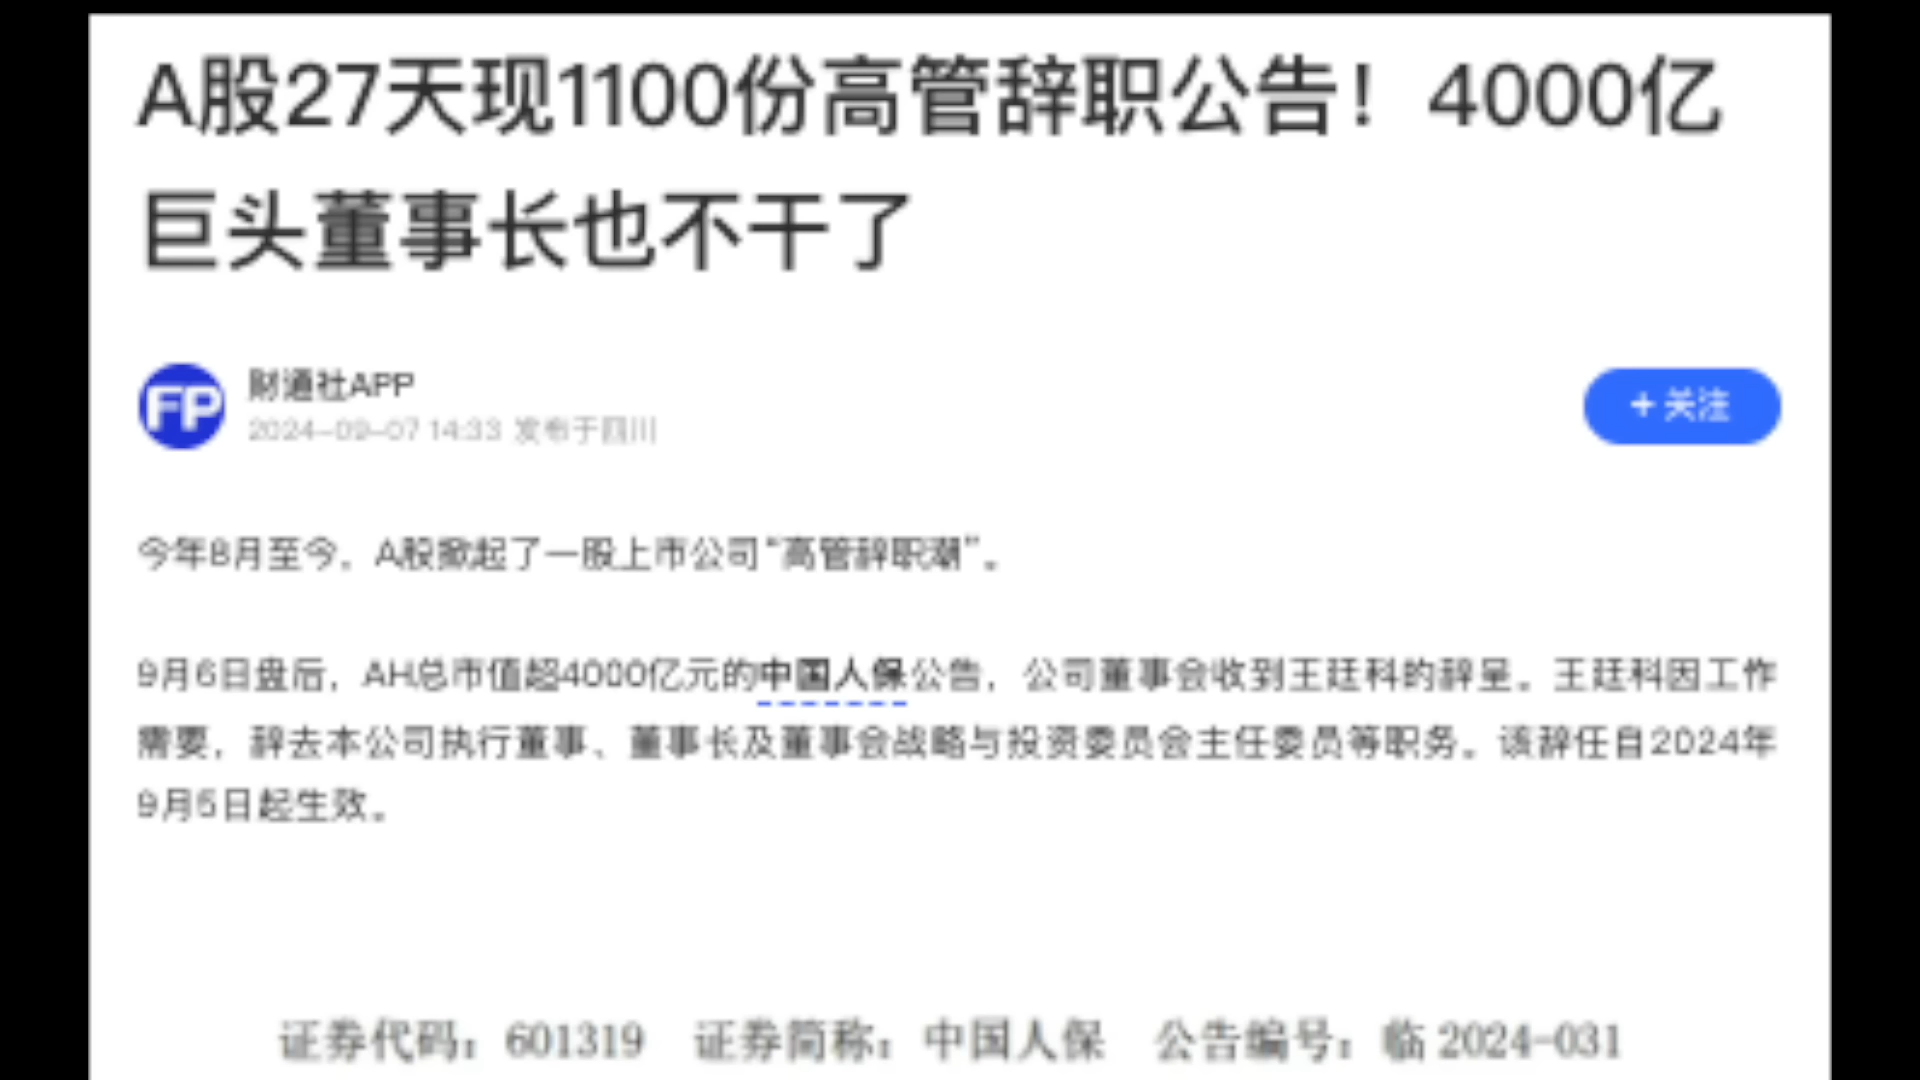 A股27天现1100份高管辞职公告！4000亿
巨头董事长也不干了
FP
财通社APP
2024-09-07 14:33 发布于四川
+关注
今年8月至今，A股掀起了一股上市公司“高管辞职潮”。
9月6日盘后，AH总市值超4000亿元的中国人保公告，公司董事会收到王廷科的辞呈。王廷科因工作
需要，辞去本公司执行董事、董事长及董事会战略与投资委员会主任委员等职务。该辞任自2024年
9月5日起生效。
证券代码：601319 证券简称：中国人保 公告编号：临 2024-031